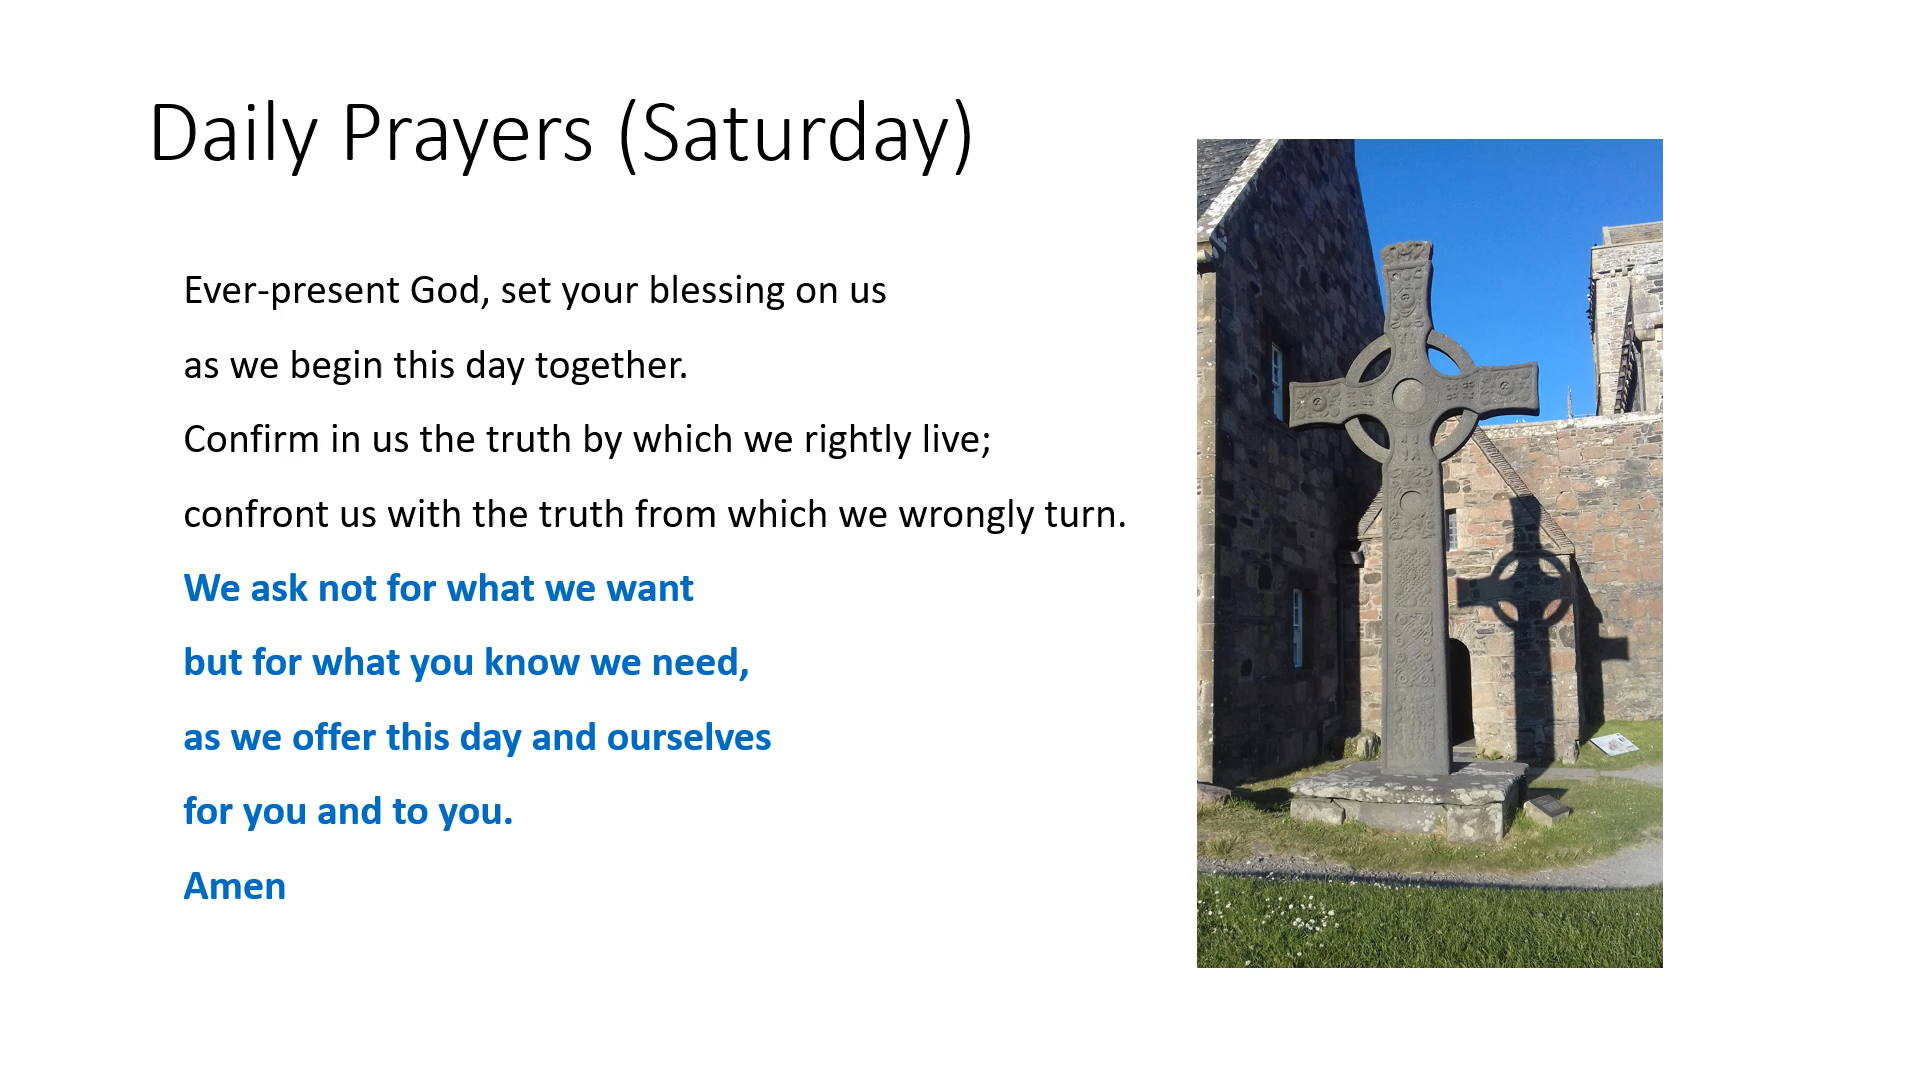 Daily Prayers (Saturday)
Ever-present God, set your blessing on us
as we begin this day together.
Confirm in us the truth by which we rightly live;
confront us with the truth from which we wrongly turn.
We ask not for what we want
but for what you know we need,
as we offer this day and ourselves
for you and to you.
Amen